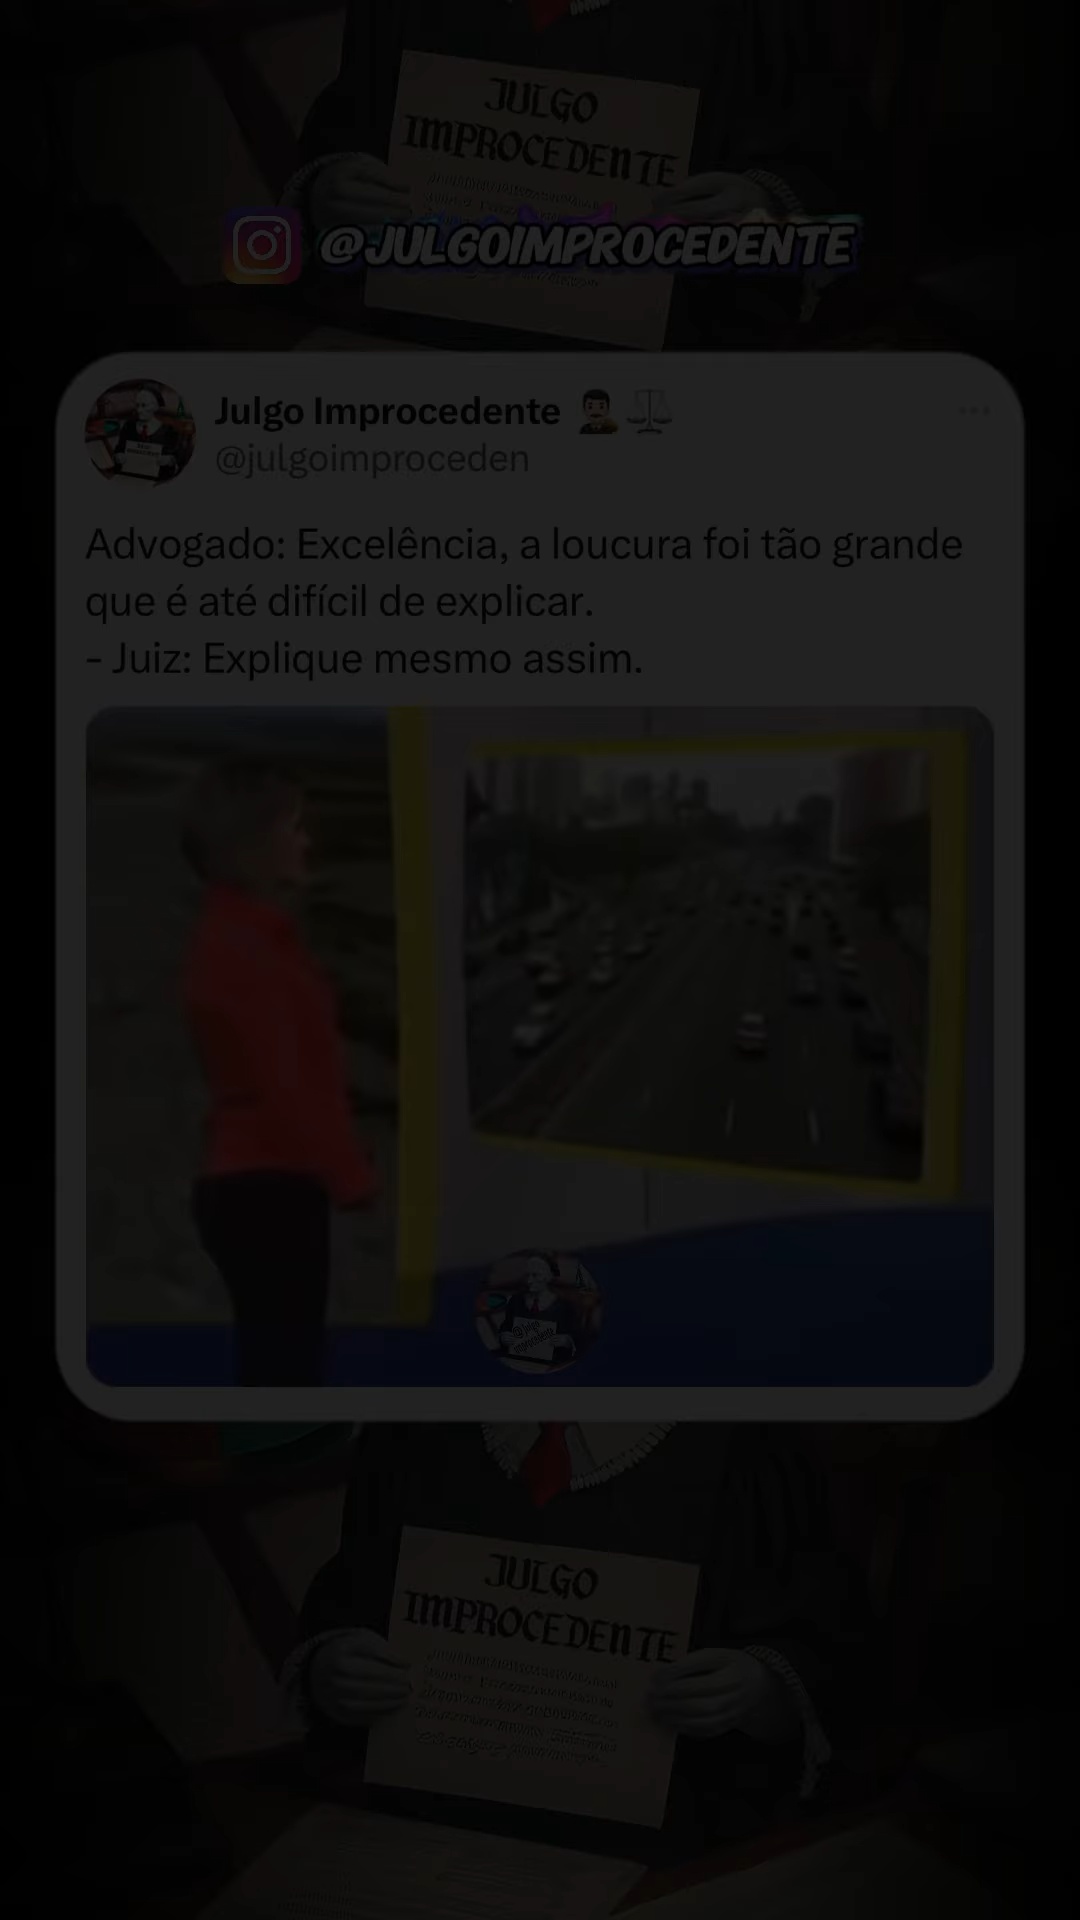 JULGO
IMPROCEDENTE
@JULGOIMPROCEDENTE
Julgo Improcedente
@julgoimproceden
Advogado: Excelência, a loucura foi tão grande
que é até difícil de explicar.
- Juiz: Explique mesmo assim.
JULGO
IMPROCEDENTE